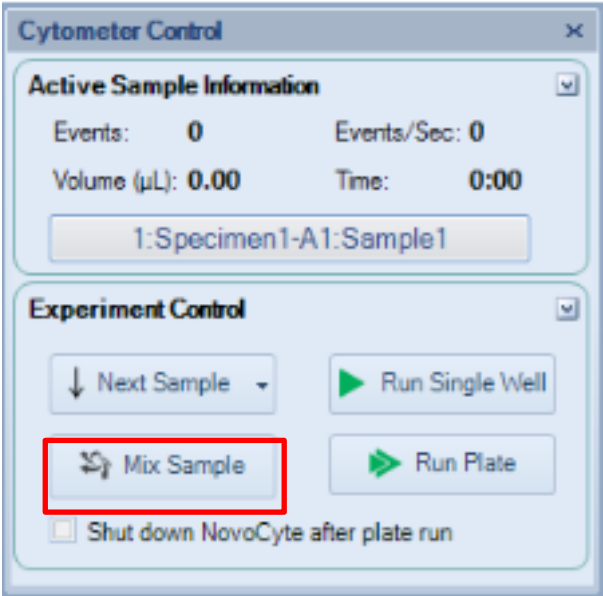 Cytometer Control
Active Sample Information
Events: 0 Events/Sec: 0
Volume (µL): 0.00 Time: 0:00
1:Specimen1-A1:Sample1
Experiment Control
Next Sample Run Single Well
Mix Sample Run Plate
Shut down NovoCyte after plate run